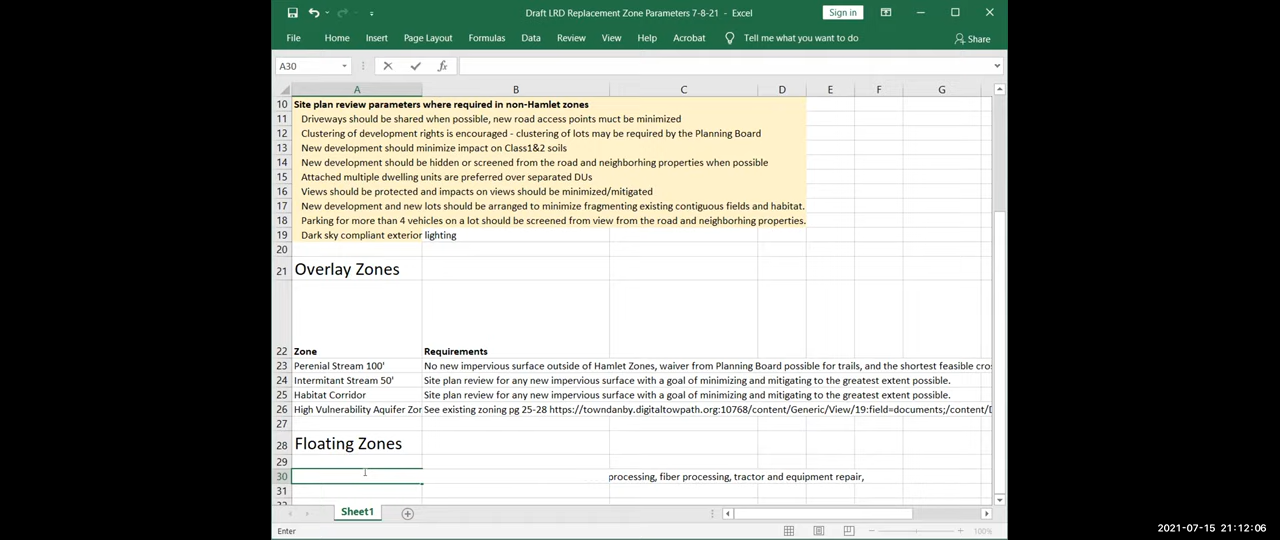 Draft LRD Replacement Zone Parameters 7-8-21 - Excel
Sign in
File Home Insert Page Layout Formulas Data Review View Help Acrobat Tell me what you want to do Share
A30 fx
A B C D E F G
10 Site plan review parameters where required in non-Hamlet zones
11 Driveways should be shared when possible, new road access points muct be minimized
12 Clustering of development rights is encouraged - clustering of lots may be required by the Planning Board
13 New development should minimize impact on Class1&2 soils
14 New development should be hidden or screened from the road and neighborhing properties when possible
15 Attached multiple dwelling units are preferred over separated DUs
16 Views should be protected and impacts on views should be minimized/mitigated
17 New development and new lots should be arranged to minimize fragmenting existing contiguous fields and habitat.
18 Parking for more than 4 vehicles on a lot should be screened from view from the road and neighborhing properties.
19 Dark sky compliant exterior lighting
20
21 Overlay Zones
22 Zone Requirements
23 Perenial Stream 100' No new impervious surface outside of Hamlet Zones, waiver from Planning Board possible for trails, and the shortest feasible cros
24 Intermitant Stream 50' Site plan review for any new impervious surface with a goal of minimizing and mitigating to the greatest extent possible.
25 Habitat Corridor Site plan review for any new impervious surface with a goal of minimizing and mitigating to the greatest extent possible.
26 High Vulnerability Aquifer Zor See existing zoning pg 25-28 https://towndanby.digitaltowpath.org:10768/content/Generic/View/19:field=documents;/content/D
27
28 Floating Zones
29
30 processing, fiber processing, tractor and equipment repair,
31
Sheet1
Enter 100%
2021-07-15 21:12:06